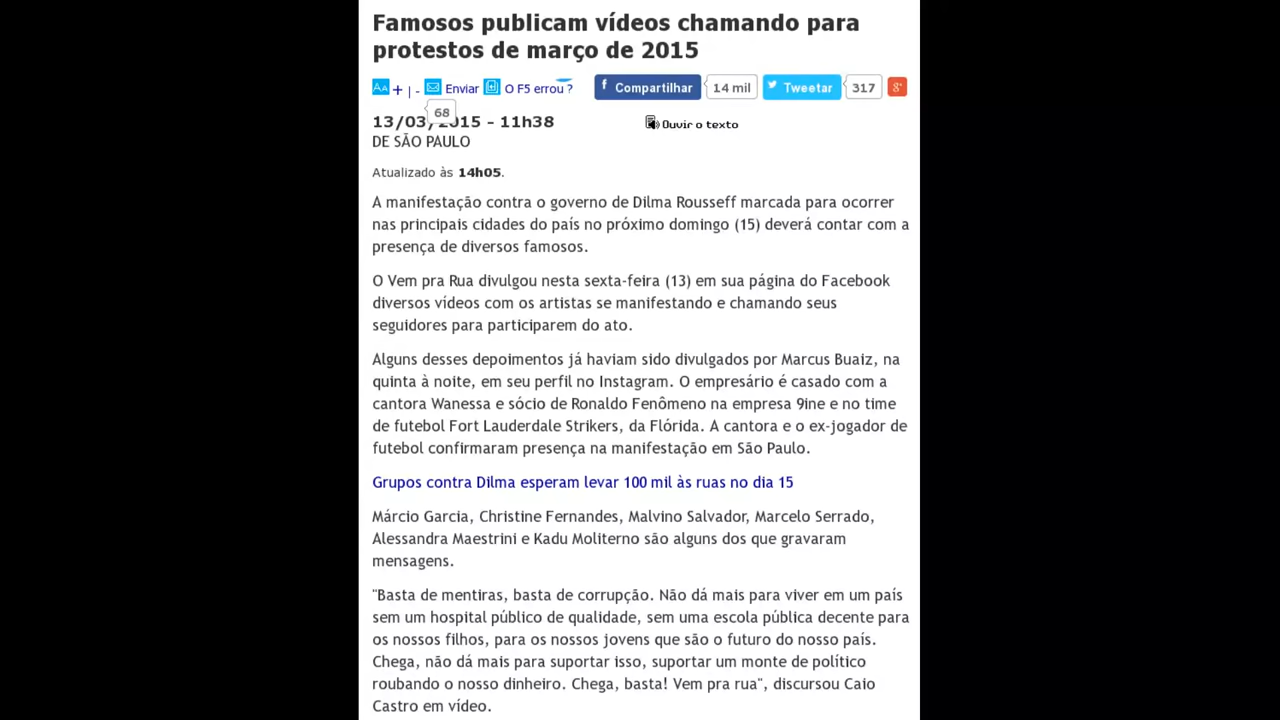 Famosos publicam vídeos chamando para
protestos de março de 2015
+ | - Enviar O F5 errou ? Compartilhar 14 mil Tweetar 317 g+
68
13/03/2015 - 11h38 Ouvir o texto
DE SÃO PAULO
Atualizado às 14h05.
A manifestação contra o governo de Dilma Rousseff marcada para ocorrer
nas principais cidades do país no próximo domingo (15) deverá contar com a
presença de diversos famosos.
O Vem pra Rua divulgou nesta sexta-feira (13) em sua página do Facebook
diversos vídeos com os artistas se manifestando e chamando seus
seguidores para participarem do ato.
Alguns desses depoimentos já haviam sido divulgados por Marcus Buaiz, na
quinta à noite, em seu perfil no Instagram. O empresário é casado com a
cantora Wanessa e sócio de Ronaldo Fenômeno na empresa 9ine e no time
de futebol Fort Lauderdale Strikers, da Flórida. A cantora e o ex-jogador de
futebol confirmaram presença na manifestação em São Paulo.
Grupos contra Dilma esperam levar 100 mil às ruas no dia 15
Márcio Garcia, Christine Fernandes, Malvino Salvador, Marcelo Serrado,
Alessandra Maestrini e Kadu Moliterno são alguns dos que gravaram
mensagens.
"Basta de mentiras, basta de corrupção. Não dá mais para viver em um país
sem um hospital público de qualidade, sem uma escola pública decente para
os nossos filhos, para os nossos jovens que são o futuro do nosso país.
Chega, não dá mais para suportar isso, suportar um monte de político
roubando o nosso dinheiro. Chega, basta! Vem pra rua", discursou Caio
Castro em vídeo.